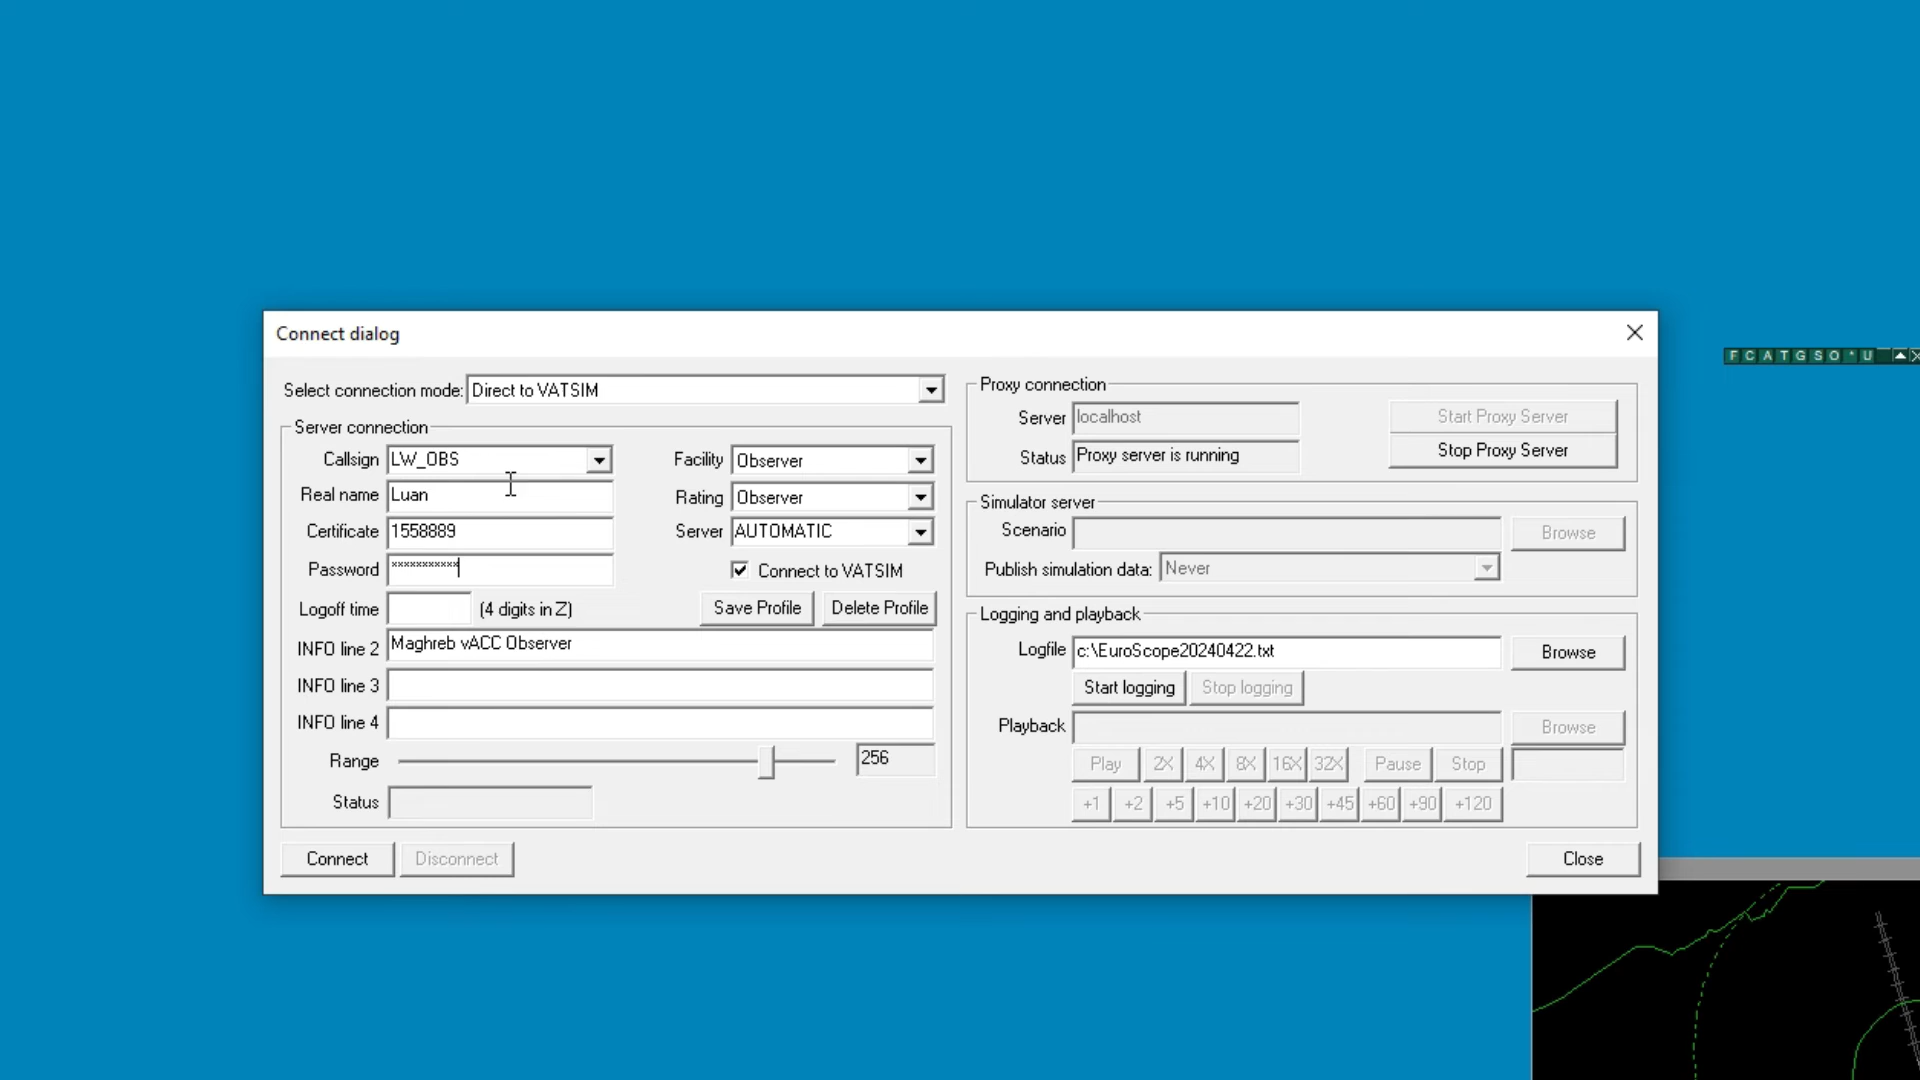 Connect dialog
Select connection mode: Direct to VATSIM
Server connection
Callsign LW_OBS
Real name Luan
Certificate 1558889
Password ***********
Logoff time (4 digits in Z)
Facility Observer
Rating Observer
Server AUTOMATIC
Connect to VATSIM
Save Profile Delete Profile
INFO line 2 Maghreb vACC Observer
INFO line 3
INFO line 4
Range 256
Status
Connect Disconnect
Proxy connection
Server localhost Start Proxy Server
Status Proxy server is running Stop Proxy Server
Simulator server
Scenario Browse
Publish simulation data: Never
Logging and playback
Logfile c:\EuroScope20240422.txt Browse
Start logging Stop logging
Playback Browse
Play 2X 4X 8X 16X 32X Pause Stop
+1 +2 +5 +10 +20 +30 +45 +60 +90 +120
Close
F C A T G S O * U